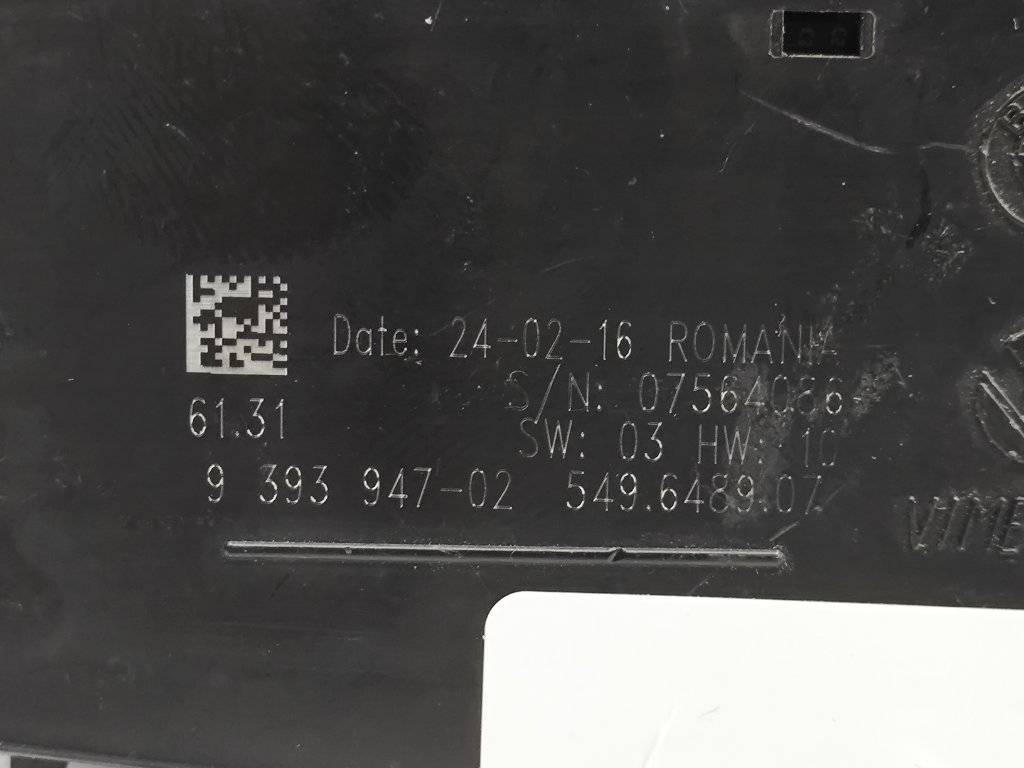 Date: 24-02-16 ROMANIA
S/N: 07564086
61.31
SW: 03 HW: 10
9 393 947-02 549.6489.07